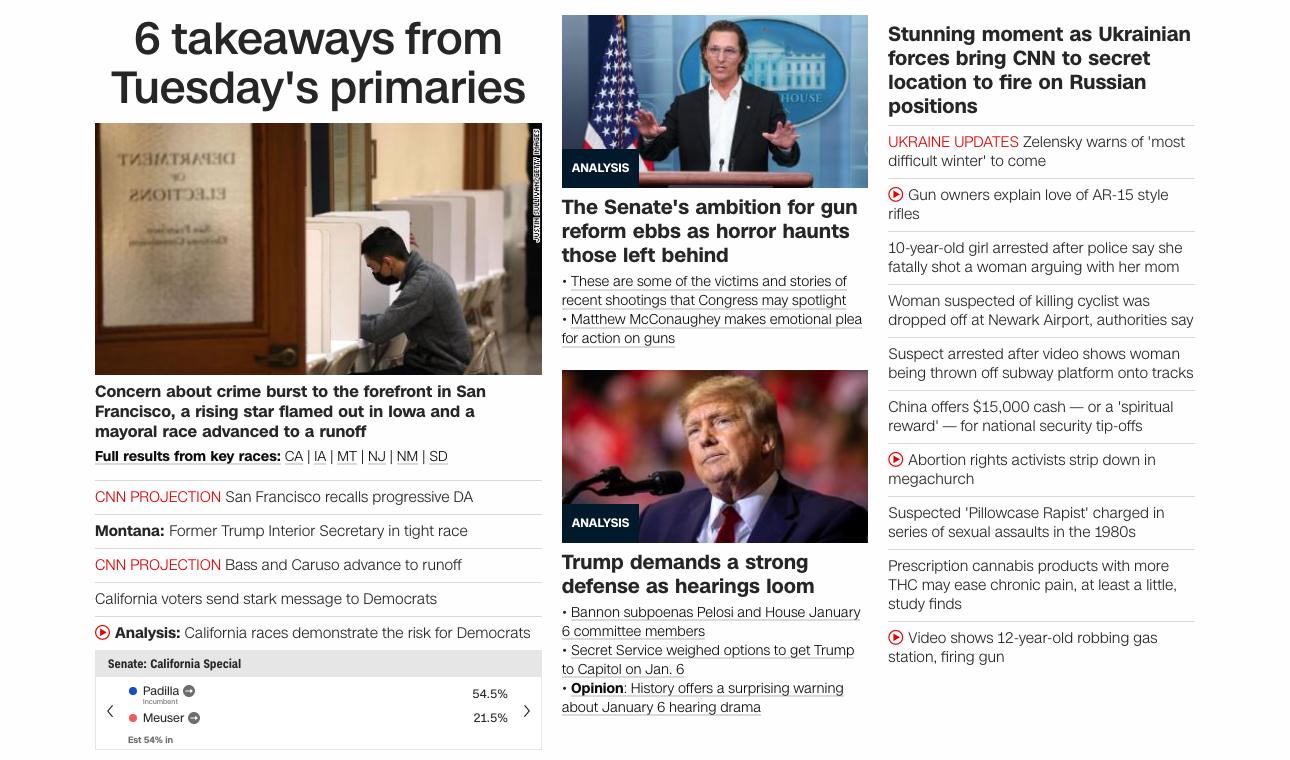 6 takeaways from
Tuesday's primaries
DEPARTMENT
OF
ELECTIONS
San Francisco
Elections Commission
JUSTIN SULLIVAN/GETTY IMAGES
Concern about crime burst to the forefront in San
Francisco, a rising star flamed out in Iowa and a
mayoral race advanced to a runoff
Full results from key races: CA | IA | MT | NJ | NM | SD
CNN PROJECTION San Francisco recalls progressive DA
Montana: Former Trump Interior Secretary in tight race
CNN PROJECTION Bass and Caruso advance to runoff
California voters send stark message to Democrats
Analysis: California races demonstrate the risk for Democrats
Senate: California Special
Padilla 54.5%
Incumbent
Meuser 21.5%
Est 54% in
ANALYSIS
The Senate's ambition for gun
reform ebbs as horror haunts
those left behind
• These are some of the victims and stories of
recent shootings that Congress may spotlight
• Matthew McConaughey makes emotional plea
for action on guns
ANALYSIS
Trump demands a strong
defense as hearings loom
• Bannon subpoenas Pelosi and House January
6 committee members
• Secret Service weighed options to get Trump
to Capitol on Jan. 6
• Opinion: History offers a surprising warning
about January 6 hearing drama
Stunning moment as Ukrainian
forces bring CNN to secret
location to fire on Russian
positions
UKRAINE UPDATES Zelensky warns of 'most
difficult winter' to come
Gun owners explain love of AR-15 style
rifles
10-year-old girl arrested after police say she
fatally shot a woman arguing with her mom
Woman suspected of killing cyclist was
dropped off at Newark Airport, authorities say
Suspect arrested after video shows woman
being thrown off subway platform onto tracks
China offers $15,000 cash — or a 'spiritual
reward' — for national security tip-offs
Abortion rights activists strip down in
megachurch
Suspected 'Pillowcase Rapist' charged in
series of sexual assaults in the 1980s
Prescription cannabis products with more
THC may ease chronic pain, at least a little,
study finds
Video shows 12-year-old robbing gas
station, firing gun